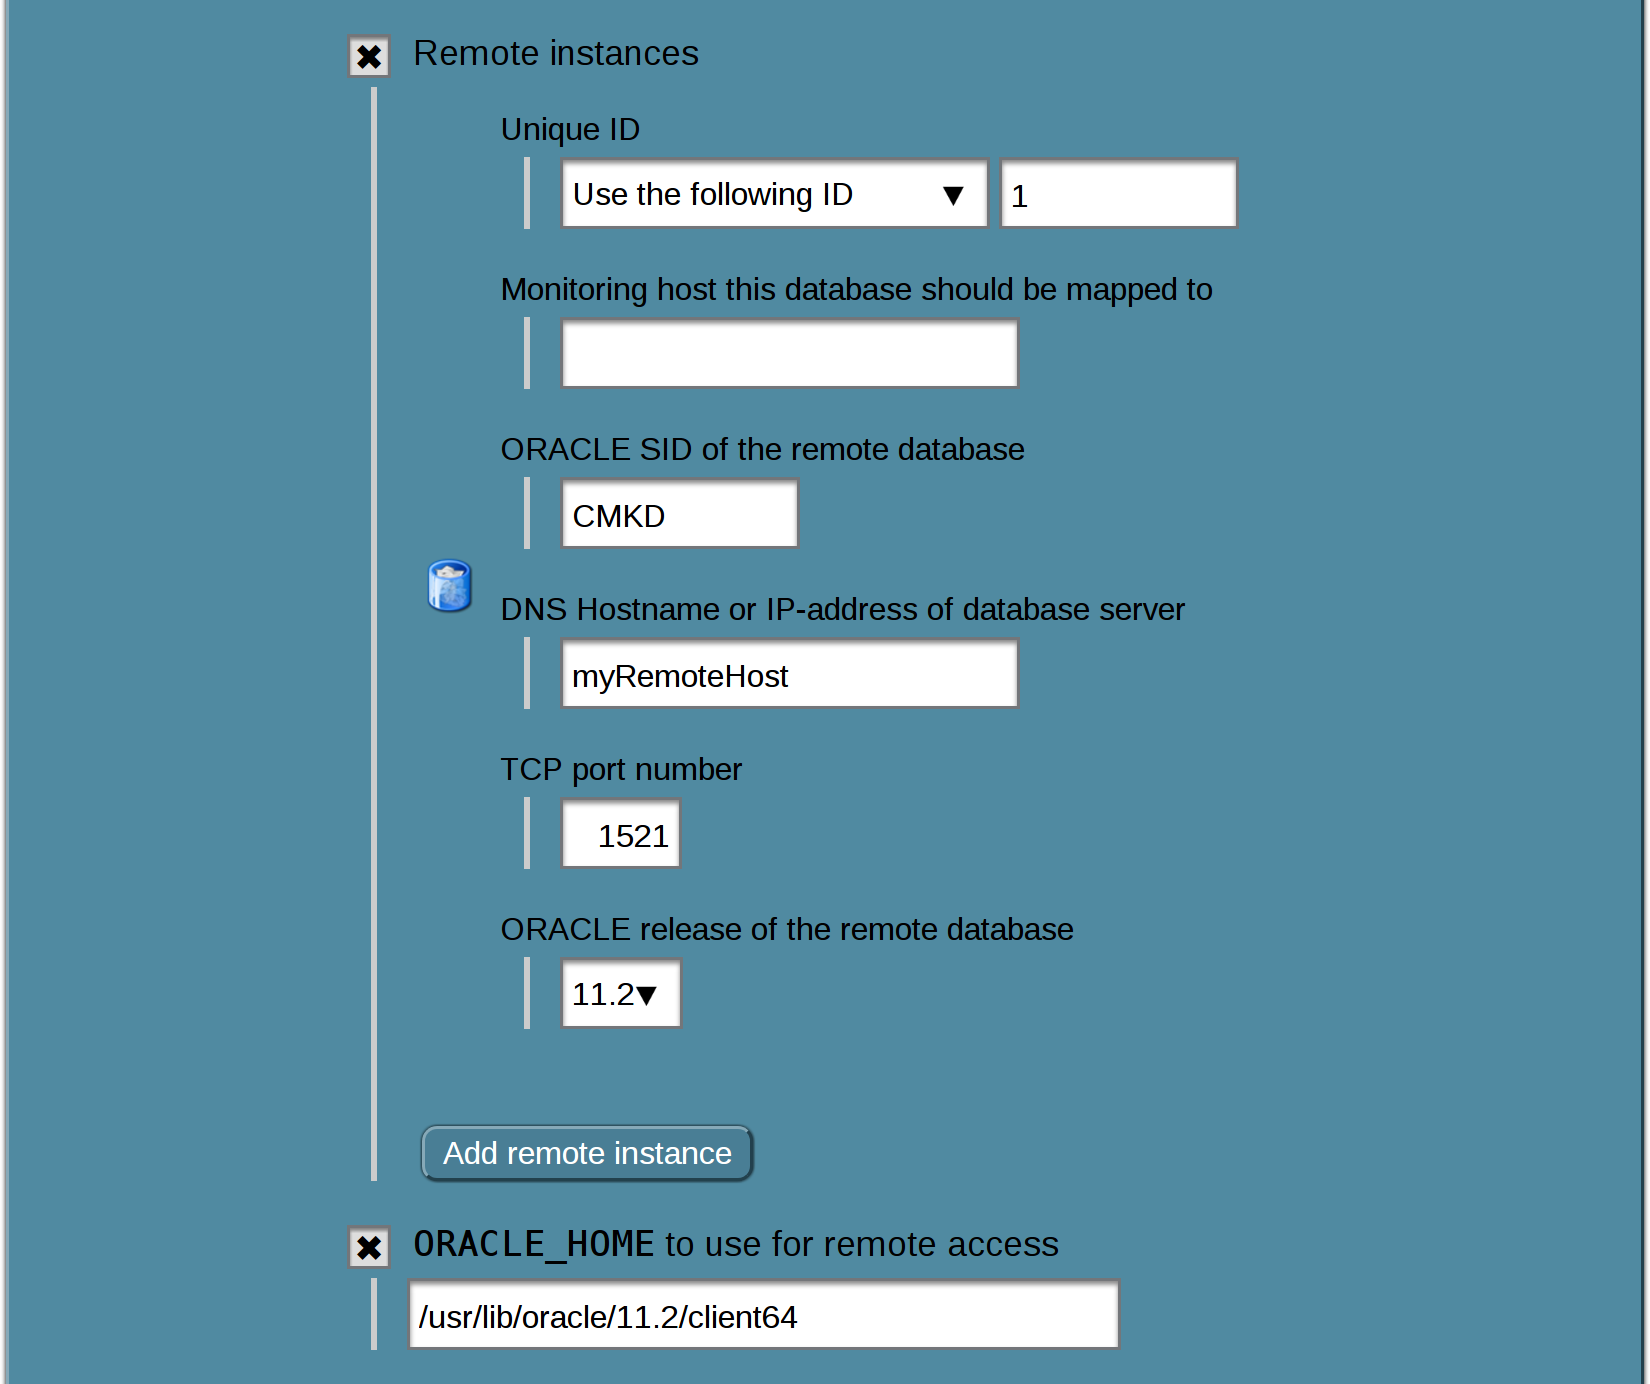 Remote instances
Unique ID
Use the following ID 1
Monitoring host this database should be mapped to
ORACLE SID of the remote database
CMKD
DNS Hostname or IP-address of database server
myRemoteHost
TCP port number
1521
ORACLE release of the remote database
11.2
Add remote instance
ORACLE_HOME to use for remote access
/usr/lib/oracle/11.2/client64